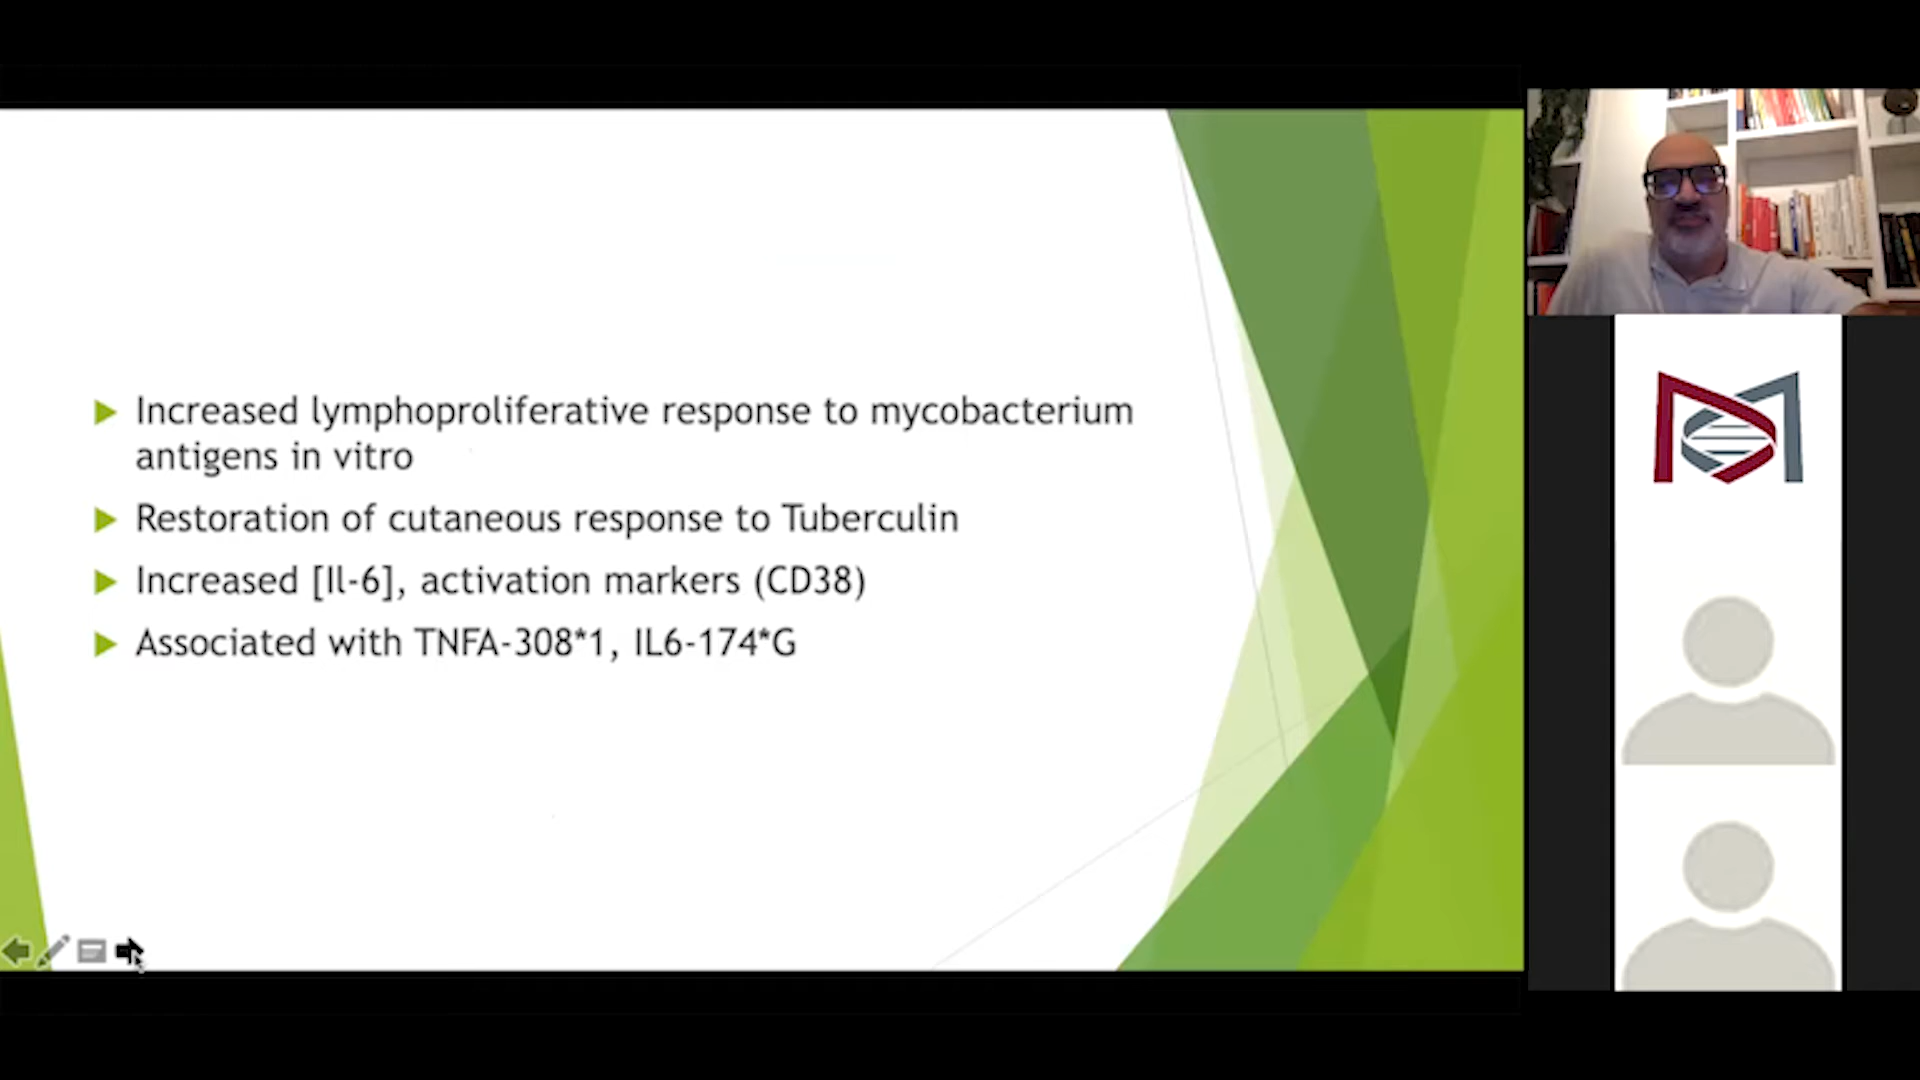 Increased lymphoproliferative response to mycobacterium
antigens in vitro
Restoration of cutaneous response to Tuberculin
Increased [Il-6], activation markers (CD38)
Associated with TNFA-308*1, IL6-174*G